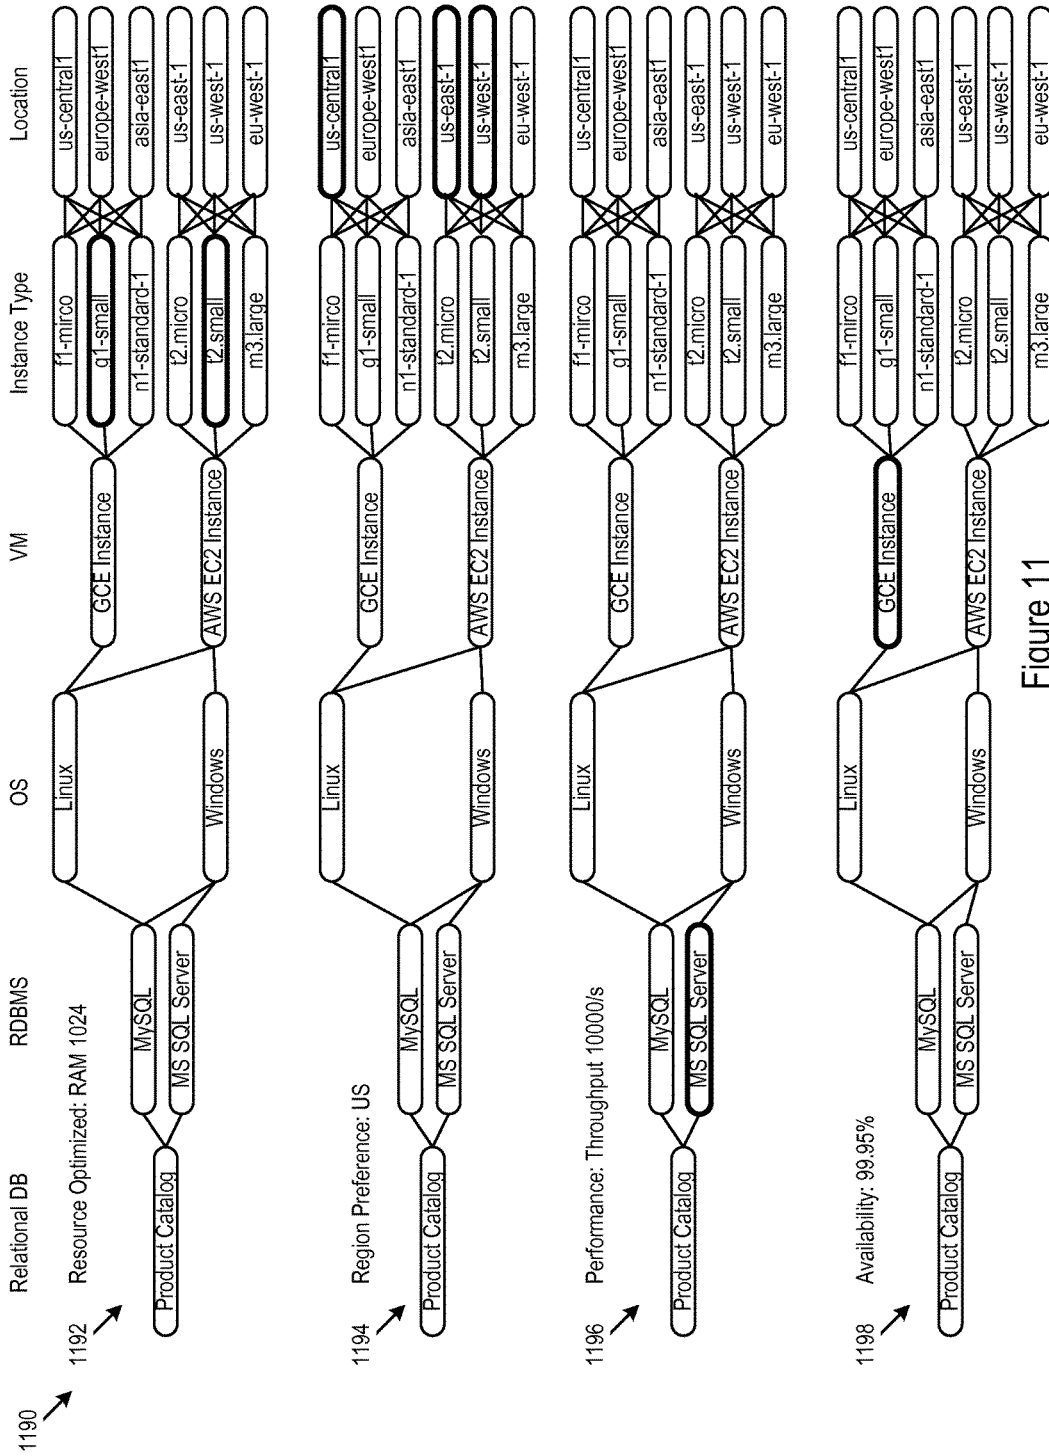 1190
Relational DB
RDBMS
OS
VM
Instance Type
Location
1192
Resource Optimized: RAM 1024
Product Catalog
MySQL
MS SQL Server
Linux
Windows
GCE Instance
AWS EC2 Instance
f1-mirco
g1-small
n1-standard-1
t2.micro
t2.small
m3.large
us-central1
europe-west1
asia-east1
us-east-1
us-west-1
eu-west-1
1194
Region Preference: US
Product Catalog
MySQL
MS SQL Server
Linux
Windows
GCE Instance
AWS EC2 Instance
f1-mirco
g1-small
n1-standard-1
t2.micro
t2.small
m3.large
us-central1
europe-west1
asia-east1
us-east-1
us-west-1
eu-west-1
1196
Performance: Throughput 10000/s
Product Catalog
MySQL
MS SQL Server
Linux
Windows
GCE Instance
AWS EC2 Instance
f1-mirco
g1-small
n1-standard-1
t2.micro
t2.small
m3.large
us-central1
europe-west1
asia-east1
us-east-1
us-west-1
eu-west-1
1198
Availability: 99.95%
Product Catalog
MySQL
MS SQL Server
Linux
Windows
GCE Instance
AWS EC2 Instance
f1-mirco
g1-small
n1-standard-1
t2.micro
t2.small
m3.large
us-central1
europe-west1
asia-east1
us-east-1
us-west-1
eu-west-1
Figure 11